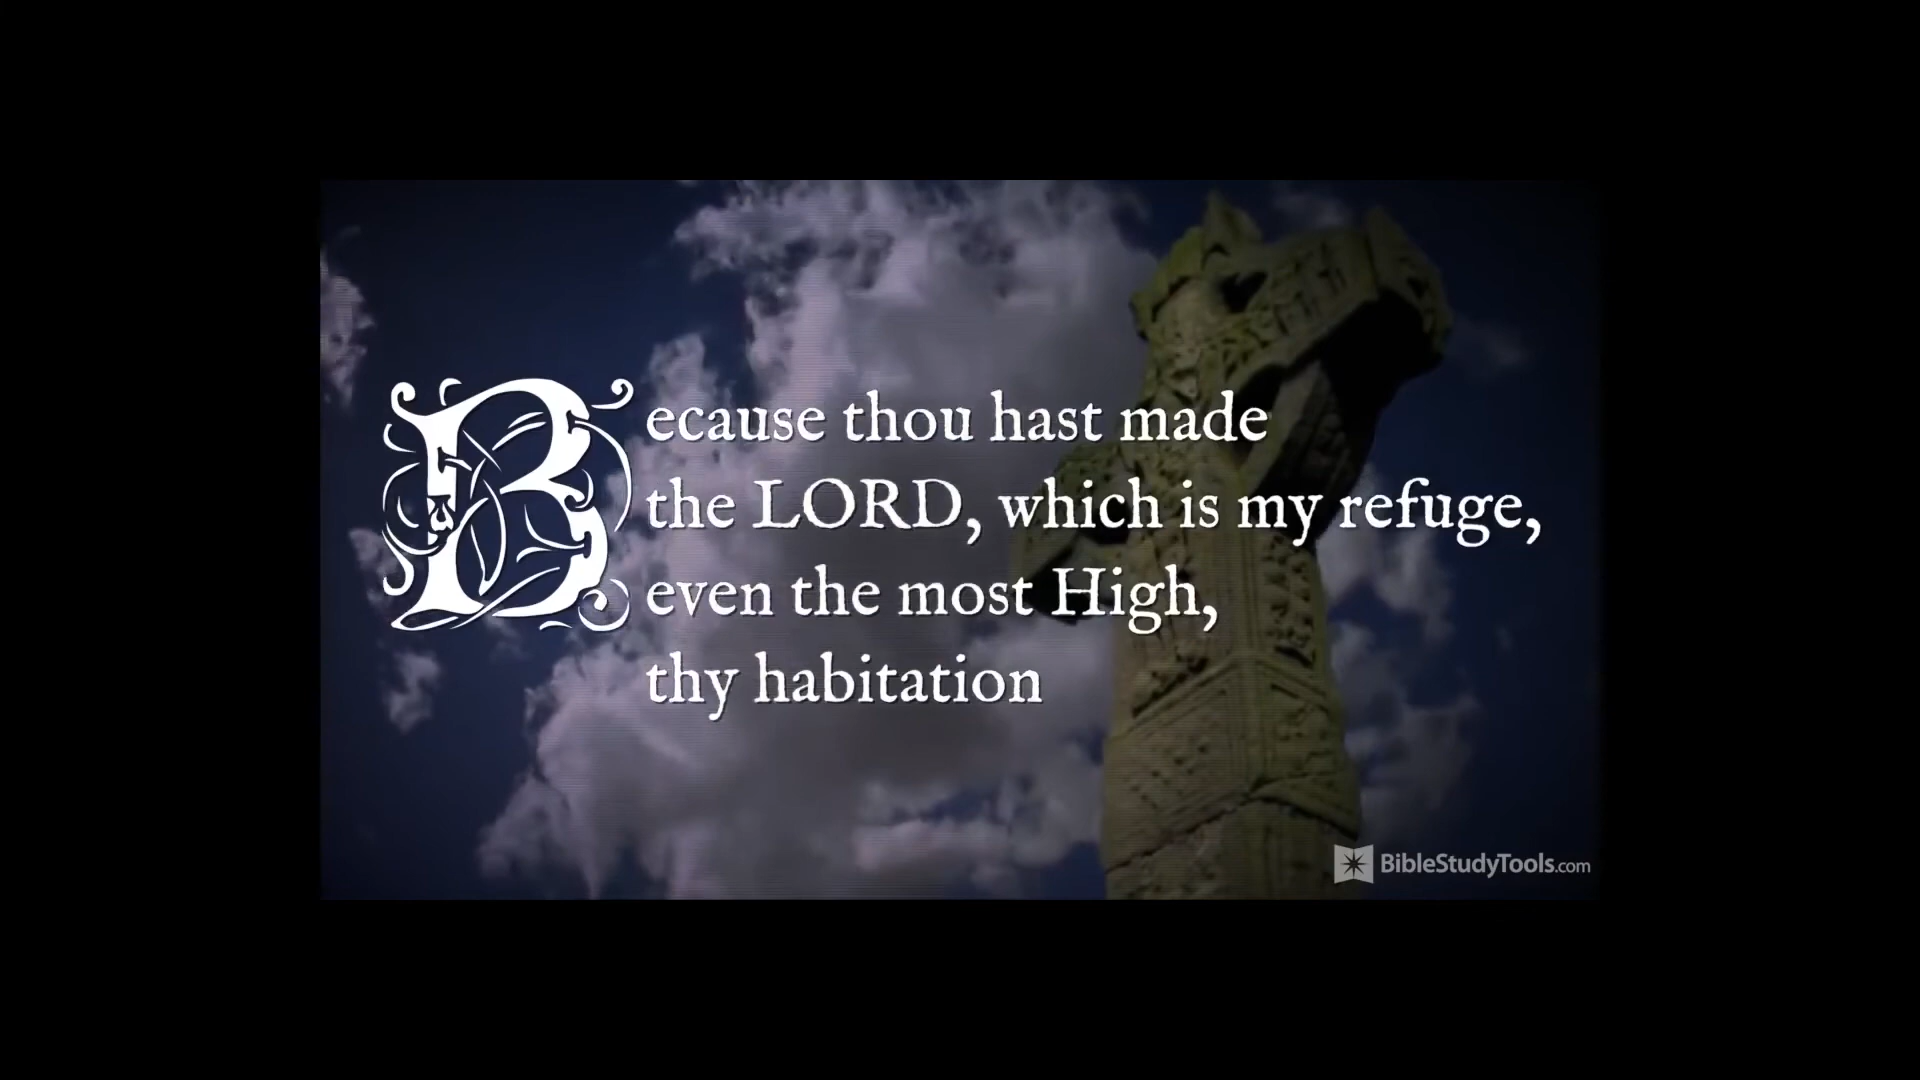 Because thou hast made
the LORD, which is my refuge,
even the most High,
thy habitation
BibleStudyTools.com